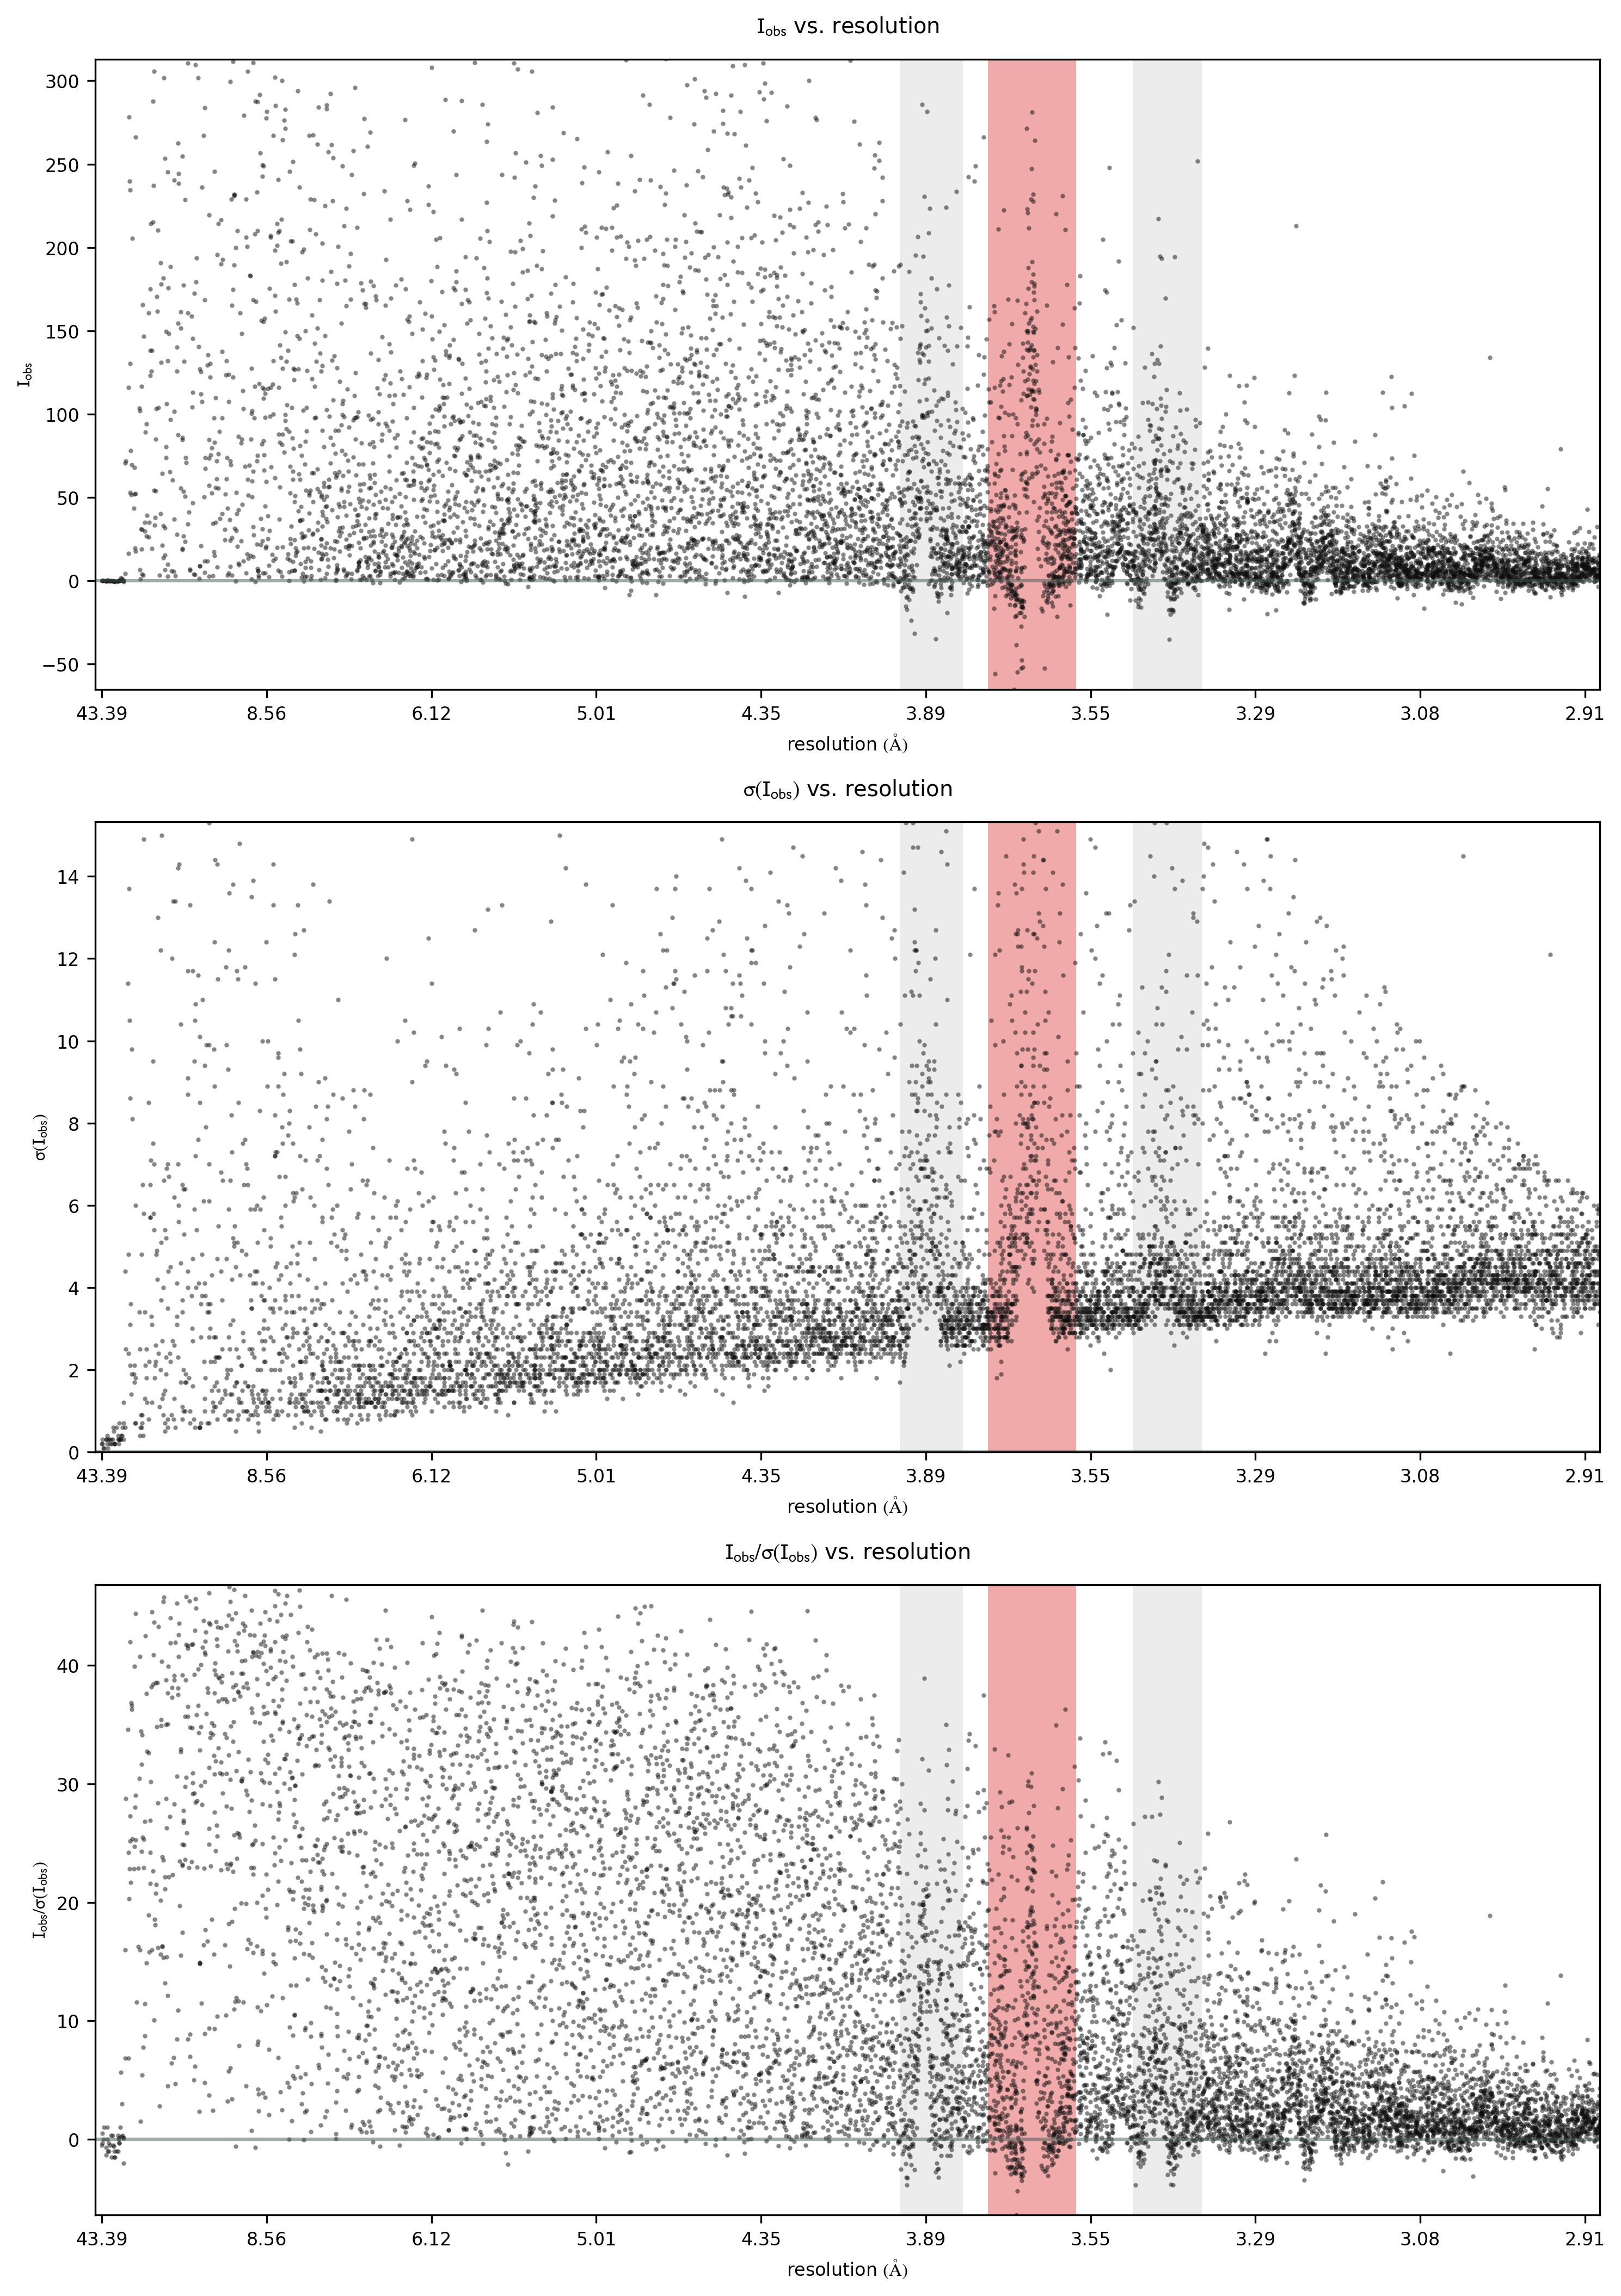 Iobs vs. resolution
Iobs
300
250
200
150
100
50
0
−50
43.39 8.56 6.12 5.01 4.35 3.89 3.55 3.29 3.08 2.91
resolution (Å)
σ(Iobs) vs. resolution
σ(Iobs)
14
12
10
8
6
4
2
0
43.39 8.56 6.12 5.01 4.35 3.89 3.55 3.29 3.08 2.91
resolution (Å)
Iobs/σ(Iobs) vs. resolution
Iobs/σ(Iobs)
40
30
20
10
0
43.39 8.56 6.12 5.01 4.35 3.89 3.55 3.29 3.08 2.91
resolution (Å)